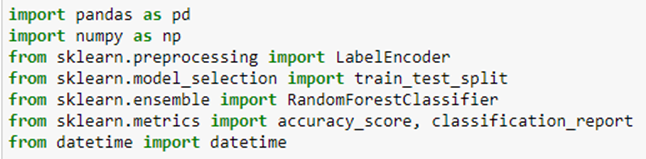 import pandas as pd
import numpy as np
from sklearn.preprocessing import LabelEncoder
from sklearn.model_selection import train_test_split
from sklearn.ensemble import RandomForestClassifier
from sklearn.metrics import accuracy_score, classification_report
from datetime import datetime